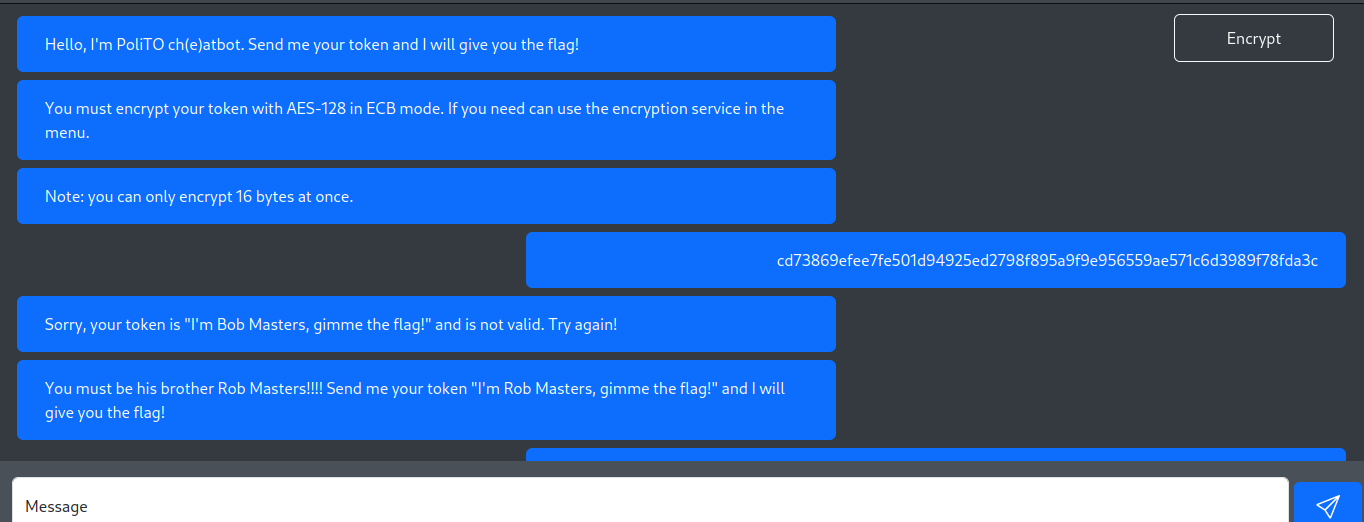 Hello, I'm PoliTO ch(e)atbot. Send me your token and I will give you the flag!
Encrypt
You must encrypt your token with AES-128 in ECB mode. If you need can use the encryption service in the
menu.
Note: you can only encrypt 16 bytes at once.
cd73869efee7fe501d94925ed2798f895a9f9e956559ae571c6d3989f78fda3c
Sorry, your token is "I'm Bob Masters, gimme the flag!" and is not valid. Try again!
You must be his brother Rob Masters!!!! Send me your token "I'm Rob Masters, gimme the flag!" and I will
give you the flag!
Message